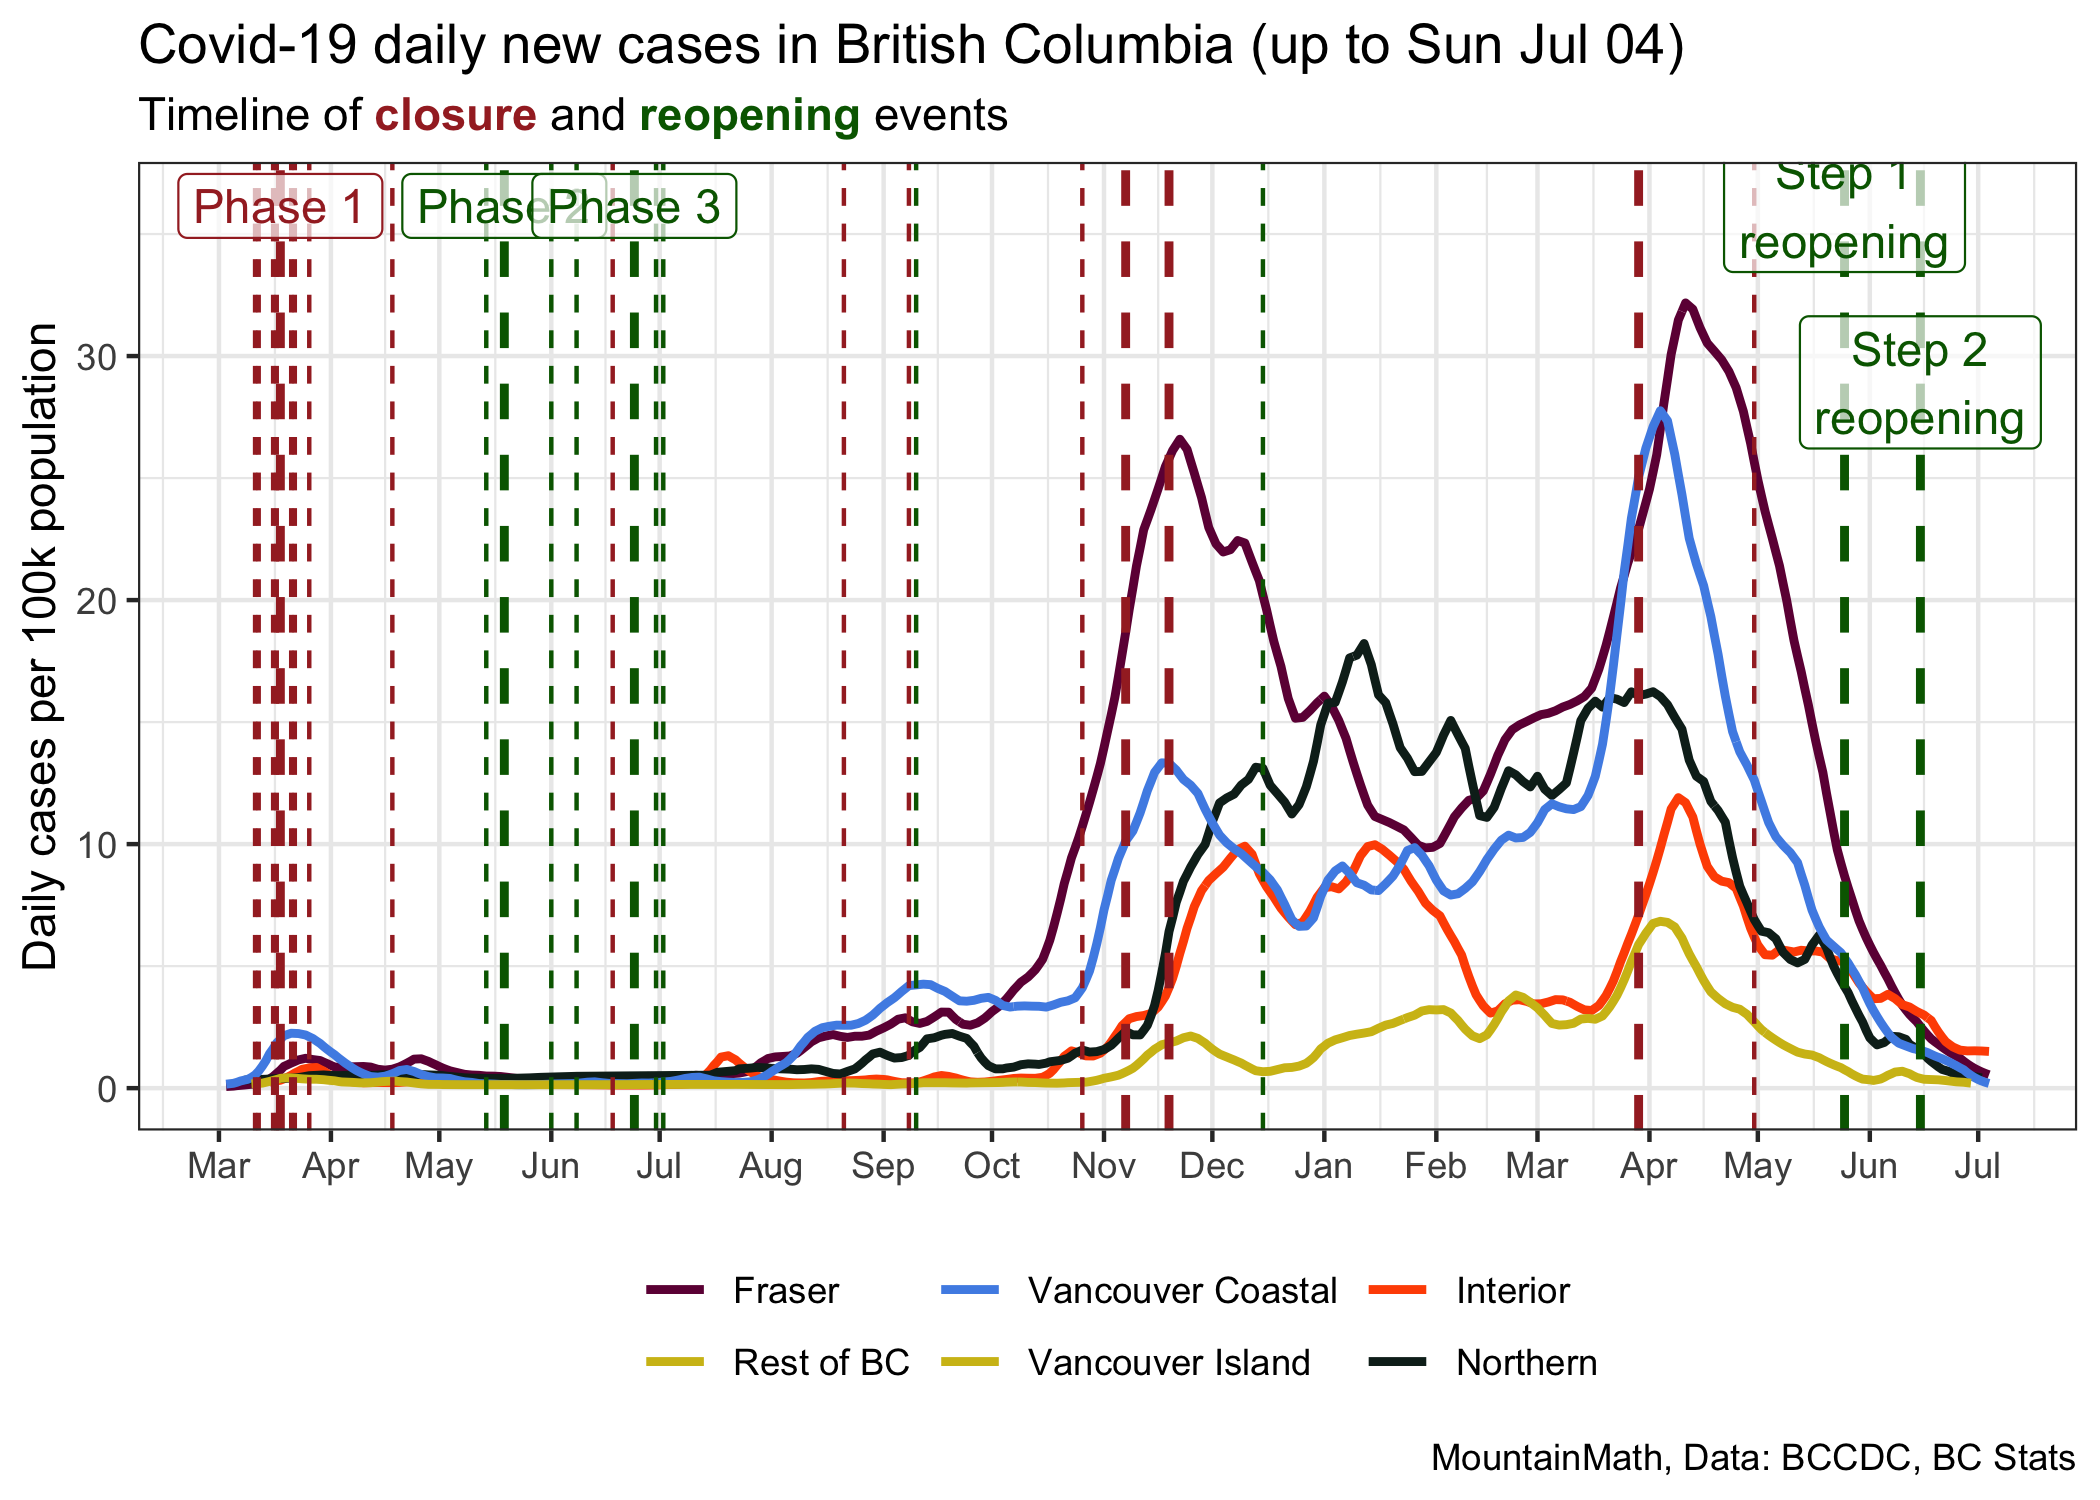 Covid-19 daily new cases in British Columbia (up to Sun Jul 04)
Timeline of closure and reopening events
Daily cases per 100k population
30
20
10
0
Phase 1
Phase 2
Phase 3
Step 1
reopening
Step 2
reopening
Mar Apr May Jun Jul Aug Sep Oct Nov Dec Jan Feb Mar Apr May Jun Jul
Fraser Vancouver Coastal Interior
Rest of BC Vancouver Island Northern
MountainMath, Data: BCCDC, BC Stats